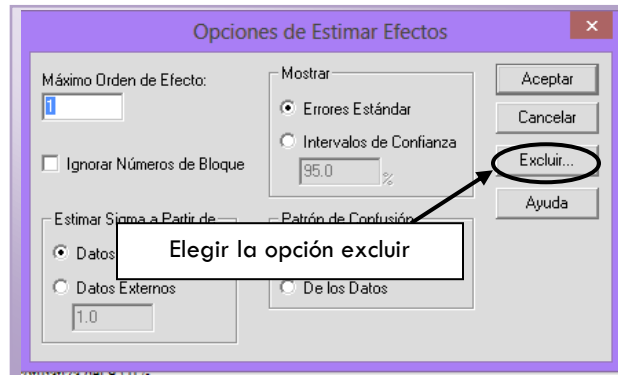 Opciones de Estimar Efectos
Máximo Orden de Efecto:
1
Ignorar Números de Bloque
Mostrar
Errores Estándar
Intervalos de Confianza
95.0 %
Aceptar
Cancelar
Excluir...
Ayuda
Estimar Sigma a Partir de
Datos
Datos Externos
1.0
Patrón de Confusión
De los Datos
Elegir la opción excluir